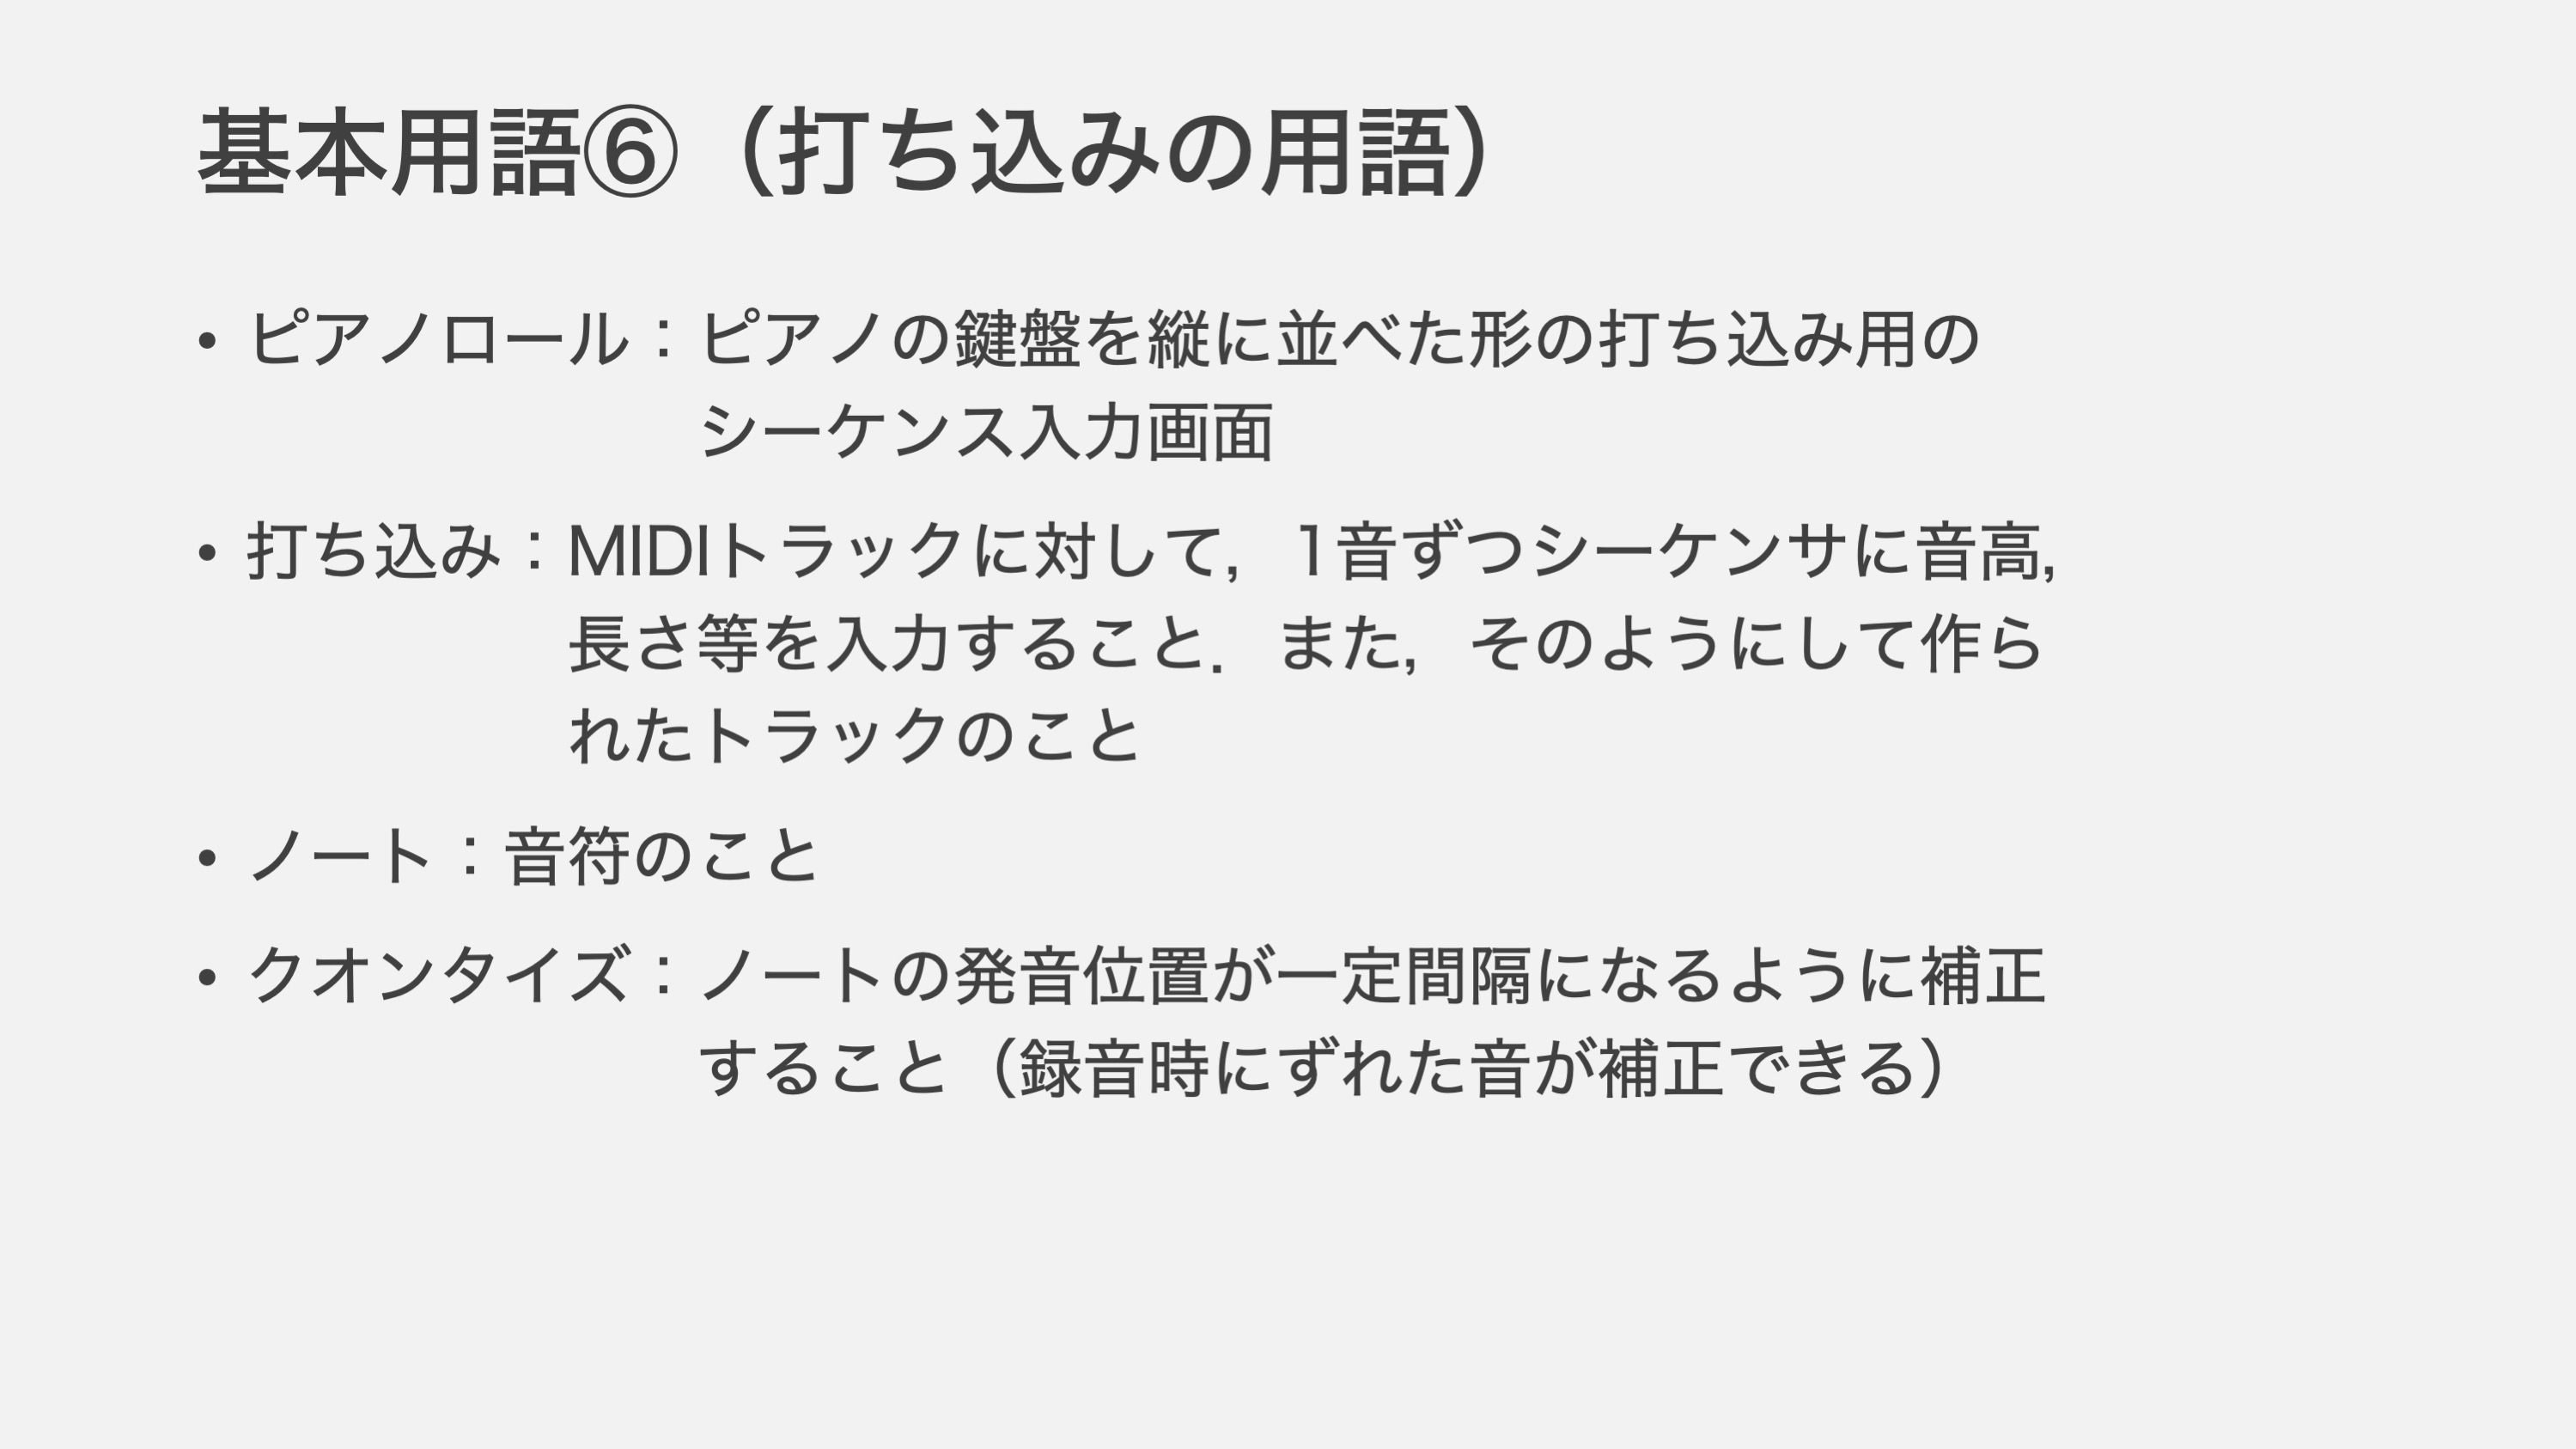 基本用語⑥（打ち込みの用語）
• ピアノロール：ピアノの鍵盤を縦に並べた形の打ち込み用の
シーケンス入力画面
• 打ち込み：MIDIトラックに対して，1音ずつシーケンサに音高，
長さ等を入力すること．また，そのようにして作ら
れたトラックのこと
• ノート：音符のこと
• クオンタイズ：ノートの発音位置が一定間隔になるように補正
すること（録音時にずれた音が補正できる）